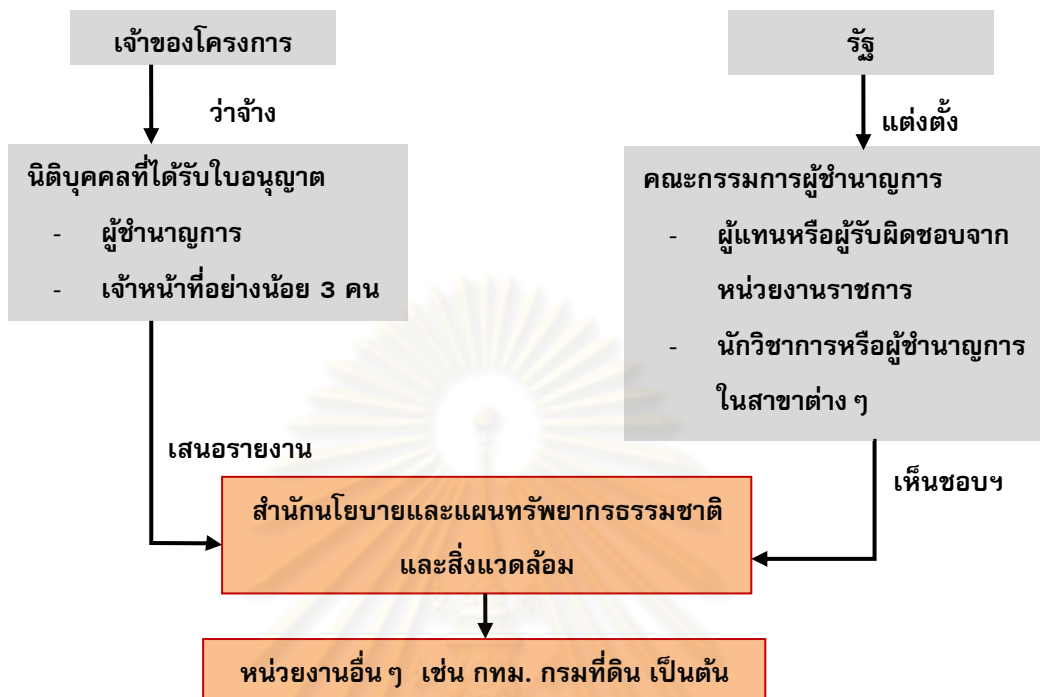 เจ้าของโครงการ
รัฐ
ว่าจ้าง
แต่งตั้ง
นิติบุคคลที่ได้รับใบอนุญาต
- ผู้ชำนาญการ
- เจ้าหน้าที่อย่างน้อย 3 คน
คณะกรรมการผู้ชำนาญการ
- ผู้แทนหรือผู้รับผิดชอบจาก
หน่วยงานราชการ
- นักวิชาการหรือผู้ชำนาญการ
ในสาขาต่าง ๆ
เสนอรายงาน
เห็นชอบฯ
สำนักนโยบายและแผนทรัพยากรธรรมชาติ
และสิ่งแวดล้อม
หน่วยงานอื่น ๆ เช่น กทม. กรมที่ดิน เป็นต้น